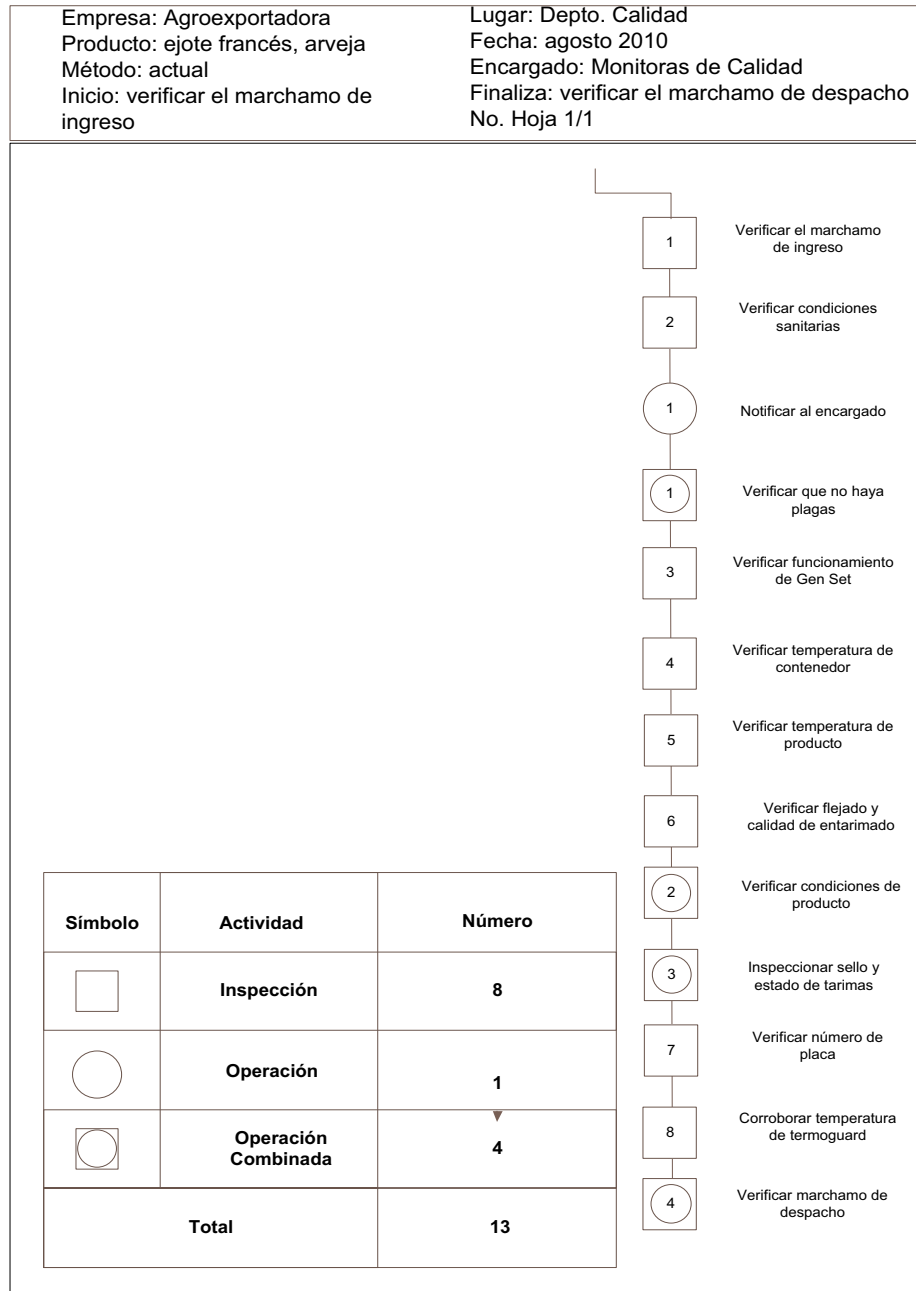 Empresa: Agroexportadora
Producto: ejote francés, arveja
Método: actual
Inicio: verificar el marchamo de
ingreso
Lugar: Depto. Calidad
Fecha: agosto 2010
Encargado: Monitoras de Calidad
Finaliza: verificar el marchamo de despacho
No. Hoja 1/1
1
Verificar el marchamo
de ingreso
2
Verificar condiciones
sanitarias
1
Notificar al encargado
1
Verificar que no haya
plagas
3
Verificar funcionamiento
de Gen Set
4
Verificar temperatura de
contenedor
5
Verificar temperatura de
producto
6
Verificar flejado y
calidad de entarimado
2
Verificar condiciones de
producto
3
Inspeccionar sello y
estado de tarimas
7
Verificar número de
placa
8
Corroborar temperatura
de termoguard
4
Verificar marchamo de
despacho
Símbolo Actividad Número
Inspección 8
Operación 1
Operación
Combinada
4
Total 13